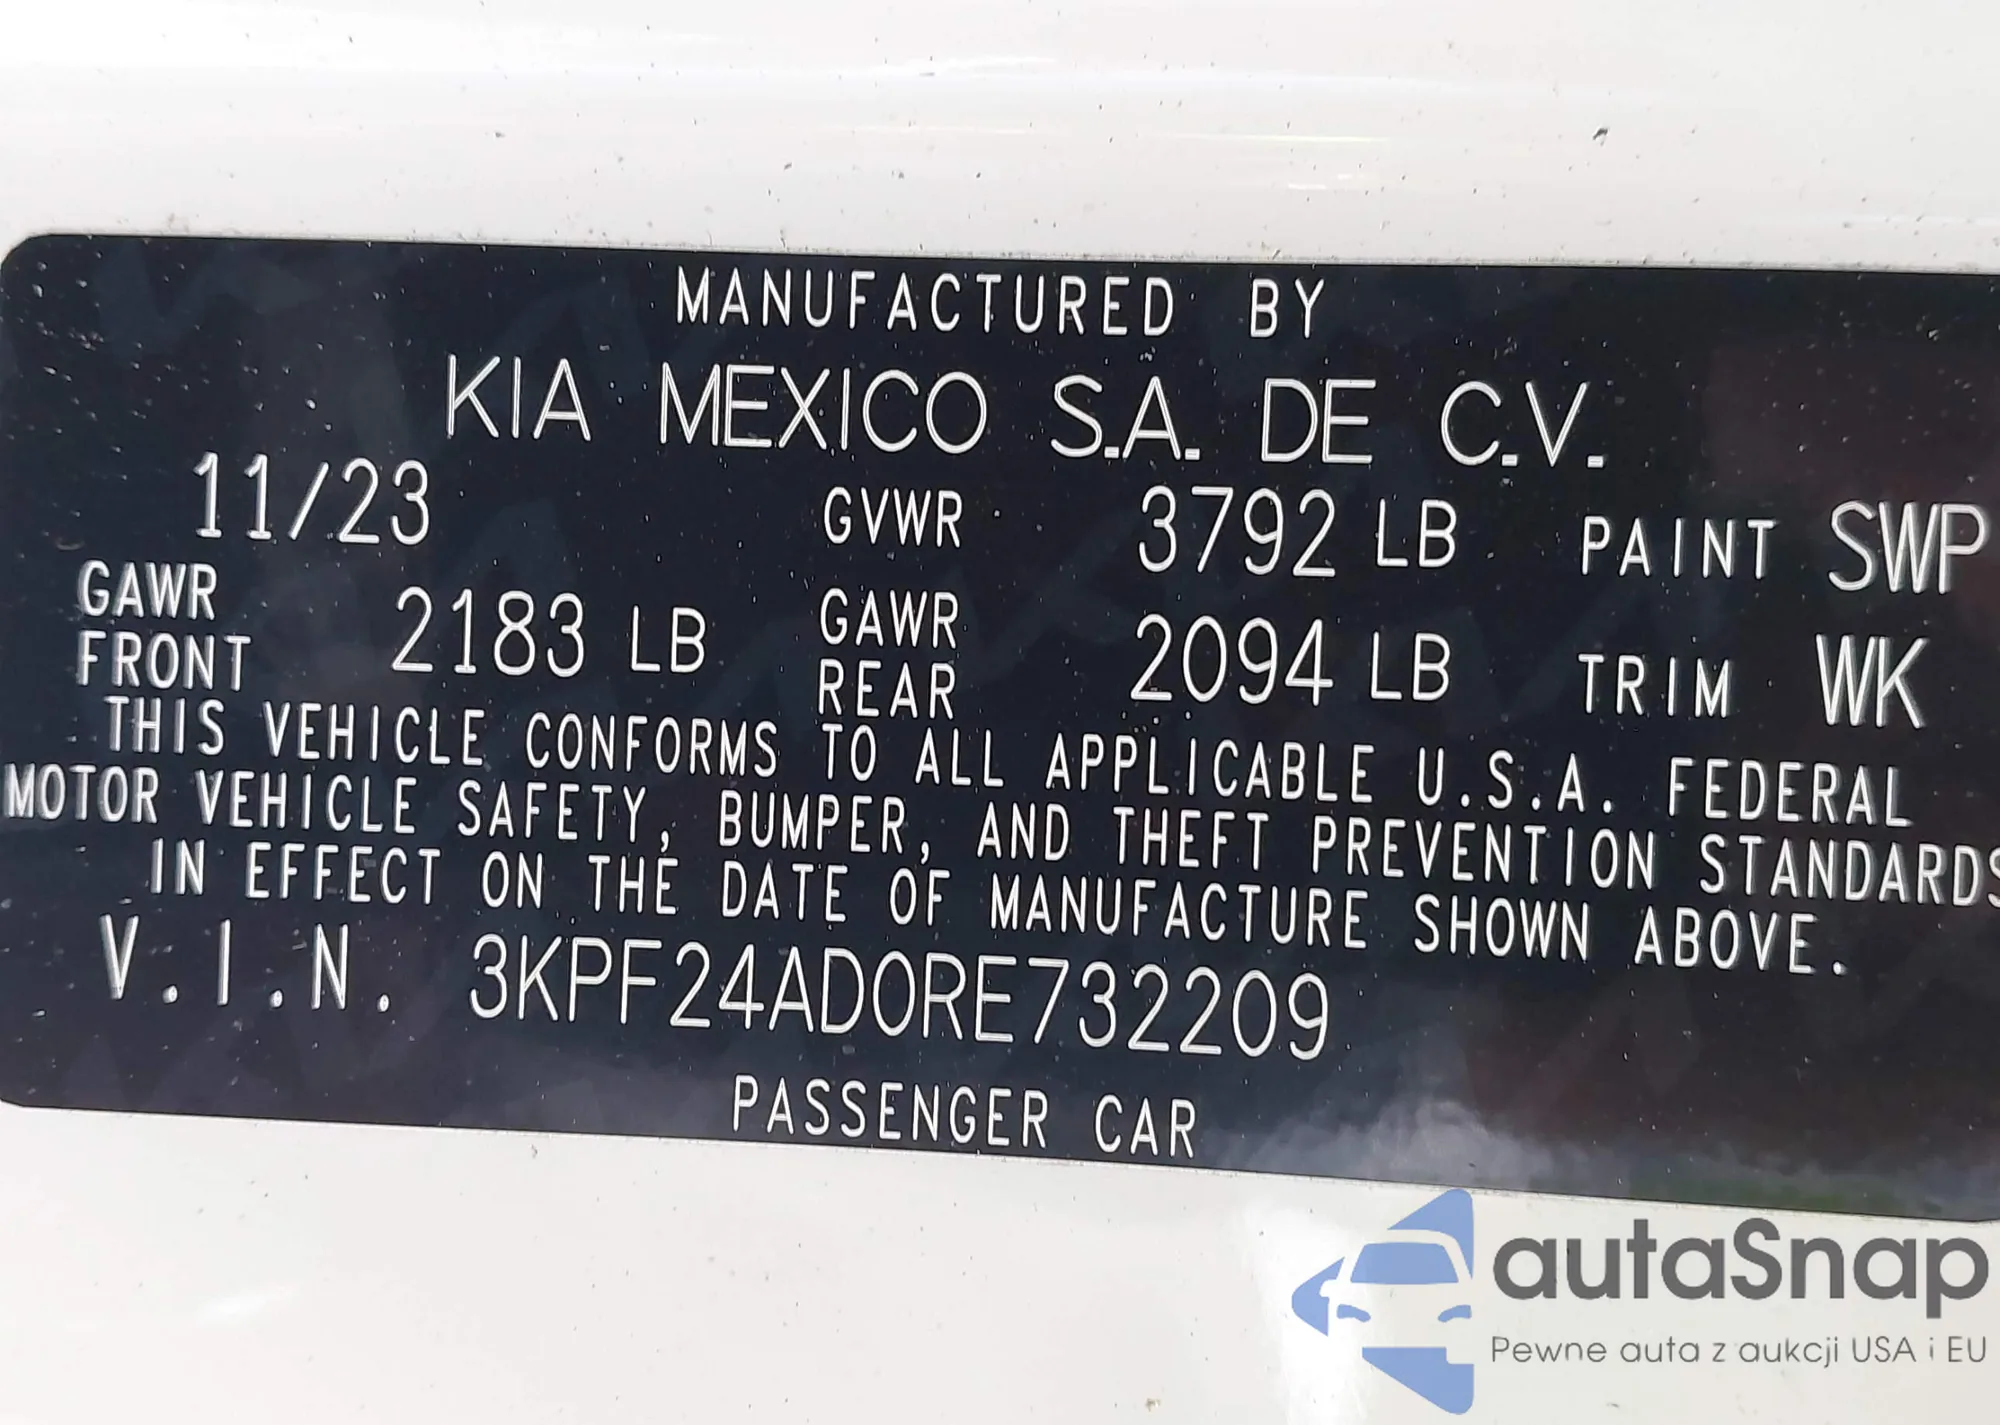 MANUFACTURED BY
KIA MEXICO S.A. DE C.V.
11/23 GVWR 3792 LB PAINT SWP
GAWR FRONT 2183 LB GAWR REAR 2094 LB TRIM WK
THIS VEHICLE CONFORMS TO ALL APPLICABLE U.S.A. FEDERAL
MOTOR VEHICLE SAFETY, BUMPER, AND THEFT PREVENTION STANDARDS
IN EFFECT ON THE DATE OF MANUFACTURE SHOWN ABOVE.
V.I.N. 3KPF24AD0RE732209
PASSENGER CAR
autaSnap
Pewne auta z aukcji USA i EU